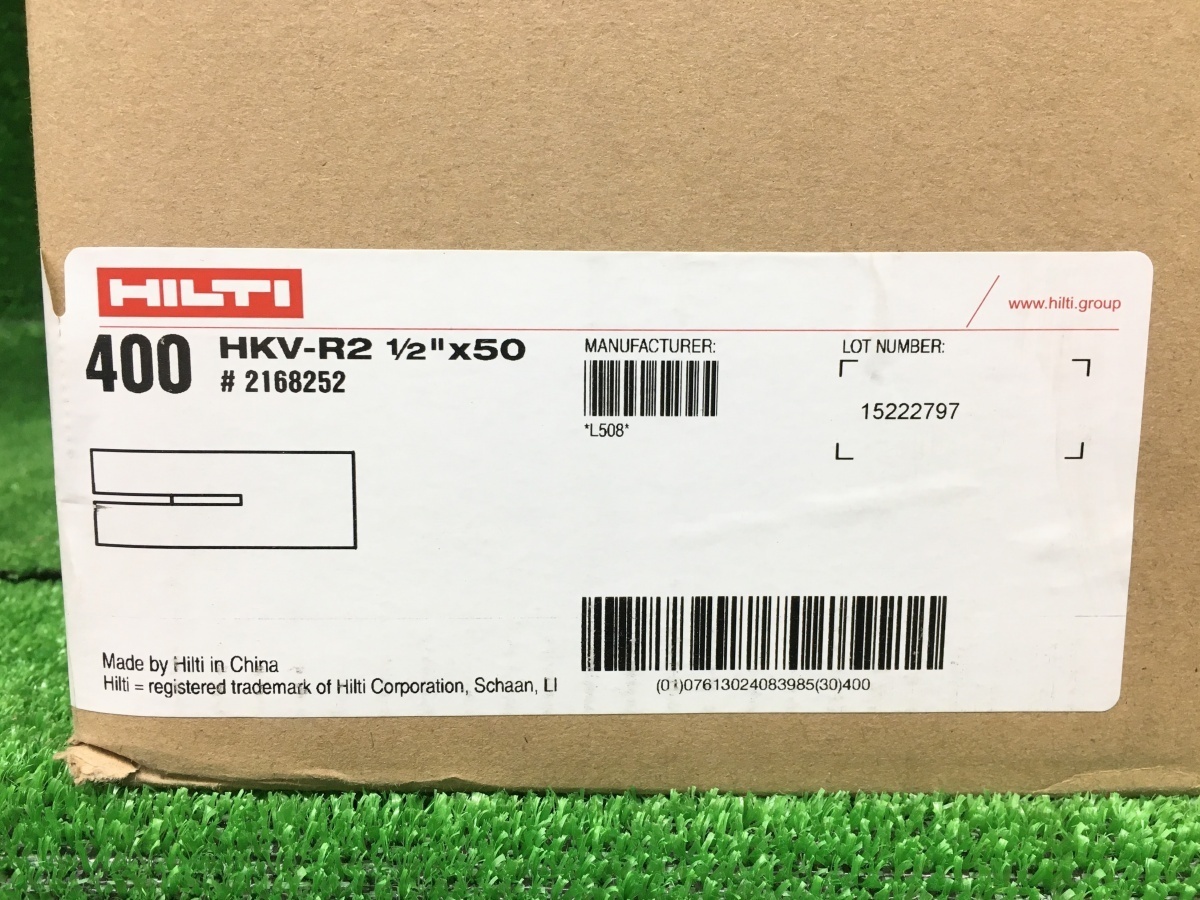 HILTI
www.hilti.group
400
HKV-R2 ½"x50
# 2168252
MANUFACTURER:
*L508*
LOT NUMBER:
15222797
Made by Hilti in China
Hilti = registered trademark of Hilti Corporation, Schaan, LI
(01)07613024083985(30)400